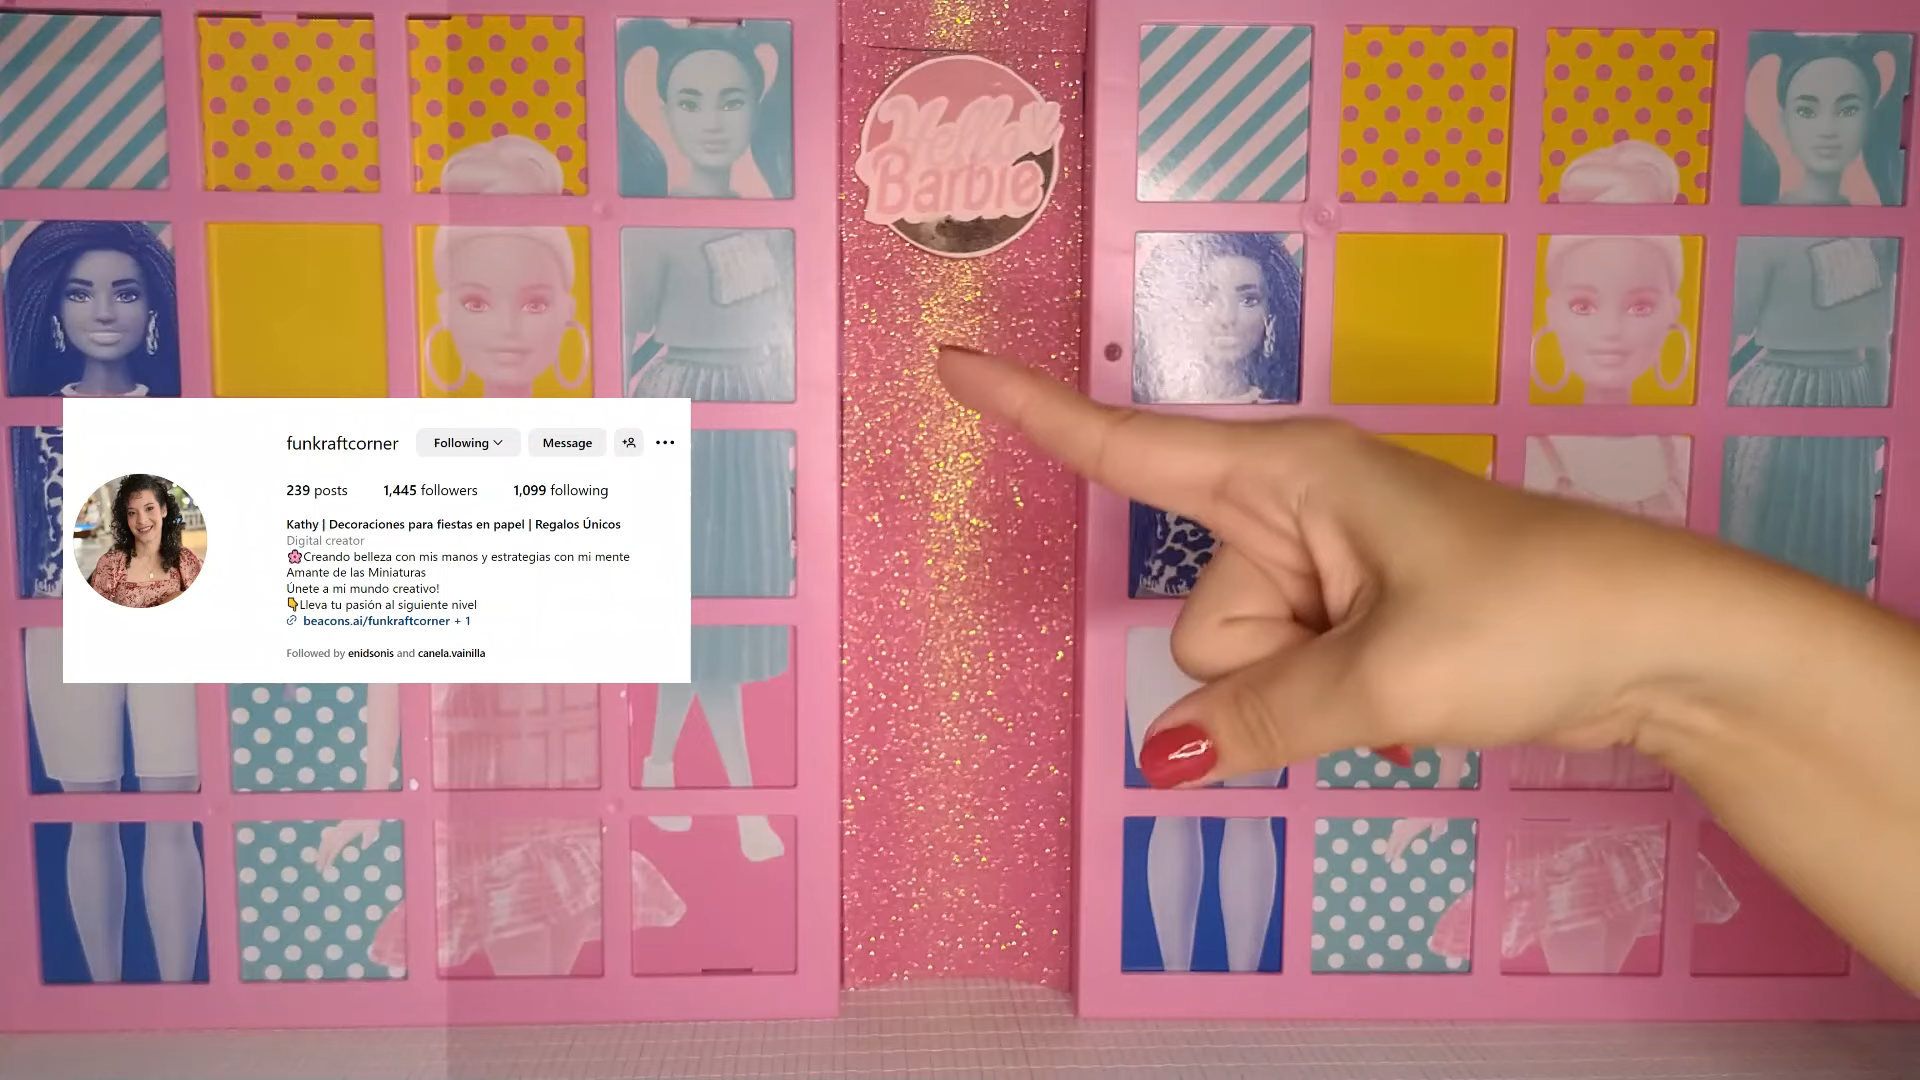 Hello
Barbie
funkraftcorner Following Message
239 posts 1,445 followers 1,099 following
Kathy | Decoraciones para fiestas en papel | Regalos Únicos
Digital creator
🌸Creando belleza con mis manos y estrategias con mi mente
Amante de las Miniaturas
Únete a mi mundo creativo!
👇Lleva tu pasión al siguiente nivel
beacons.ai/funkraftcorner + 1
Followed by enidsonis and canela.vainilla